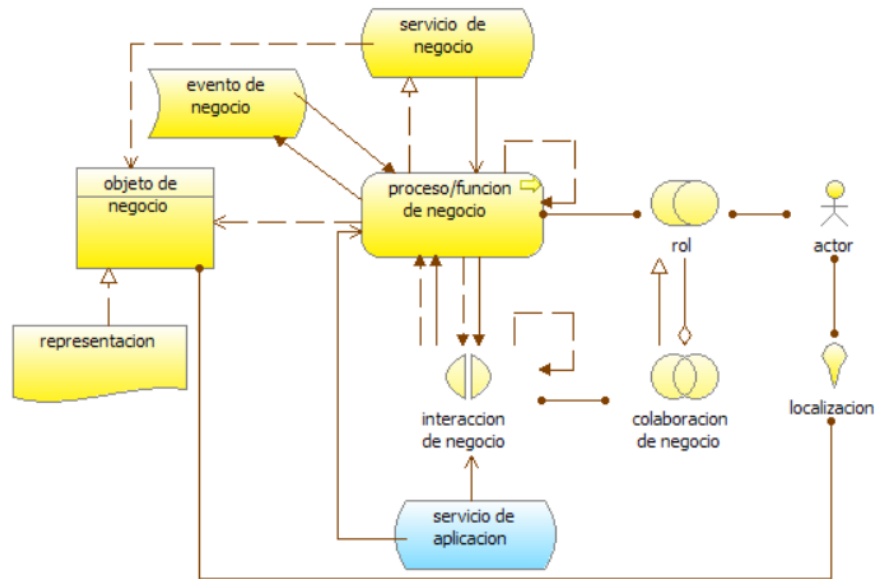 servicio de
negocio
evento de
negocio
objeto de
negocio
proceso/funcion
de negocio
rol
actor
representacion
interaccion
de negocio
colaboracion
de negocio
localizacion
servicio de
aplicacion